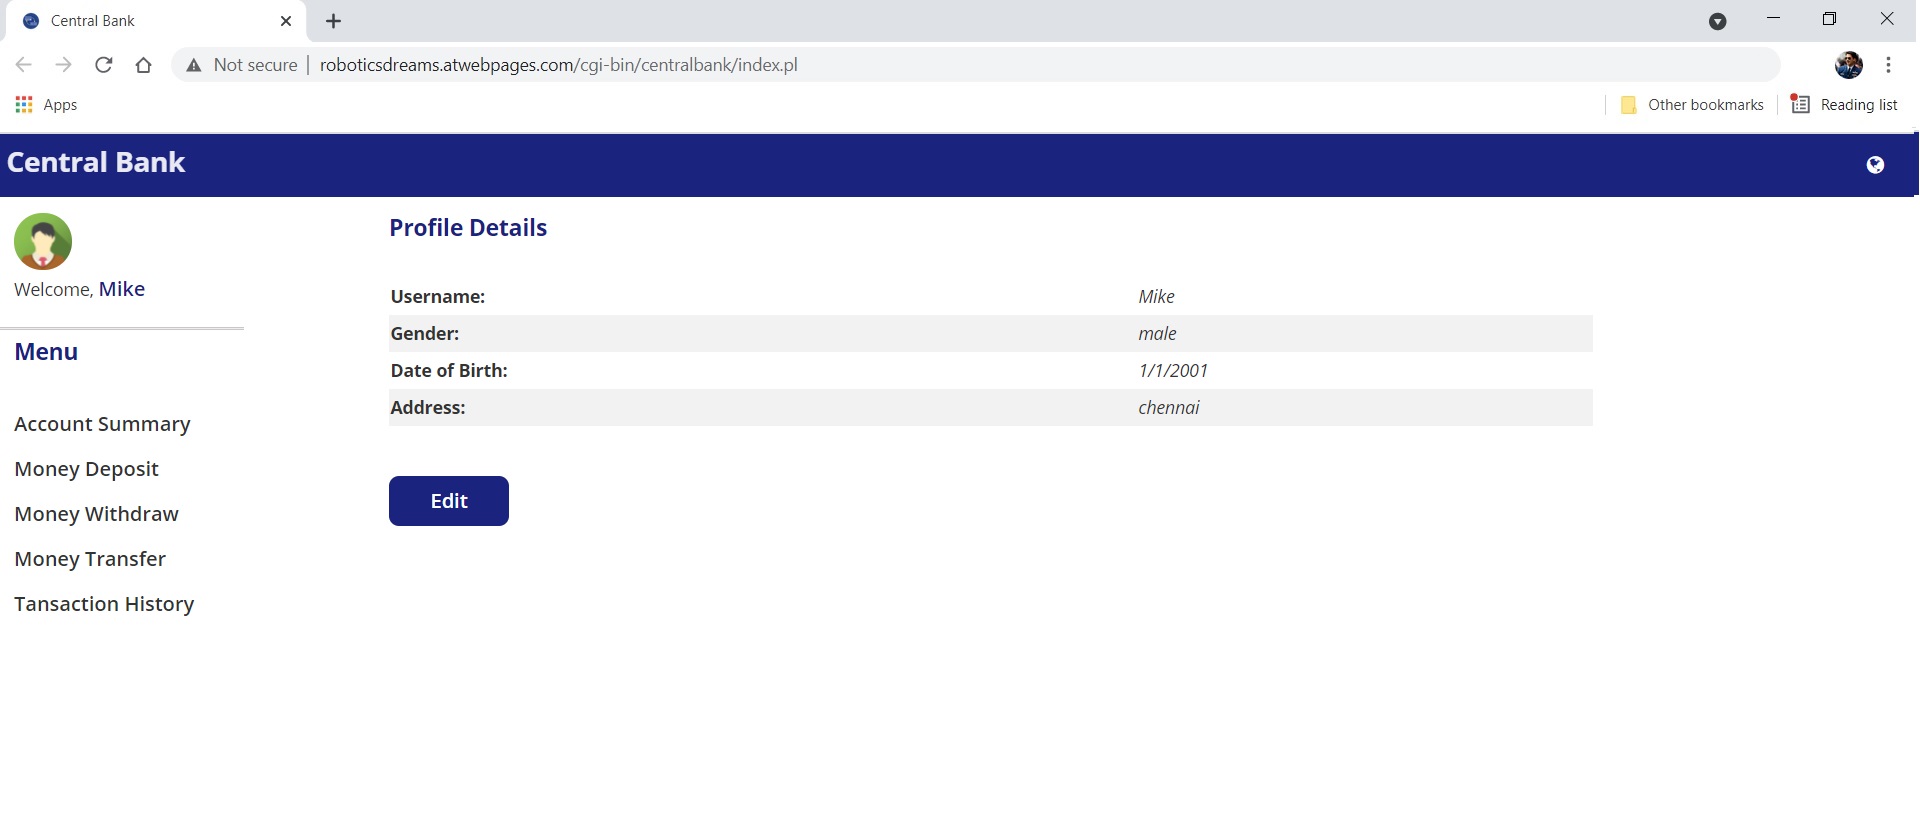 Central Bank
Not secure | roboticsdreams.atwebpages.com/cgi-bin/centralbank/index.pl
Apps
Other bookmarks
Reading list
Central Bank
Welcome, Mike
Menu
Account Summary
Money Deposit
Money Withdraw
Money Transfer
Tansaction History
Profile Details
Username: Mike
Gender: male
Date of Birth: 1/1/2001
Address: chennai
Edit